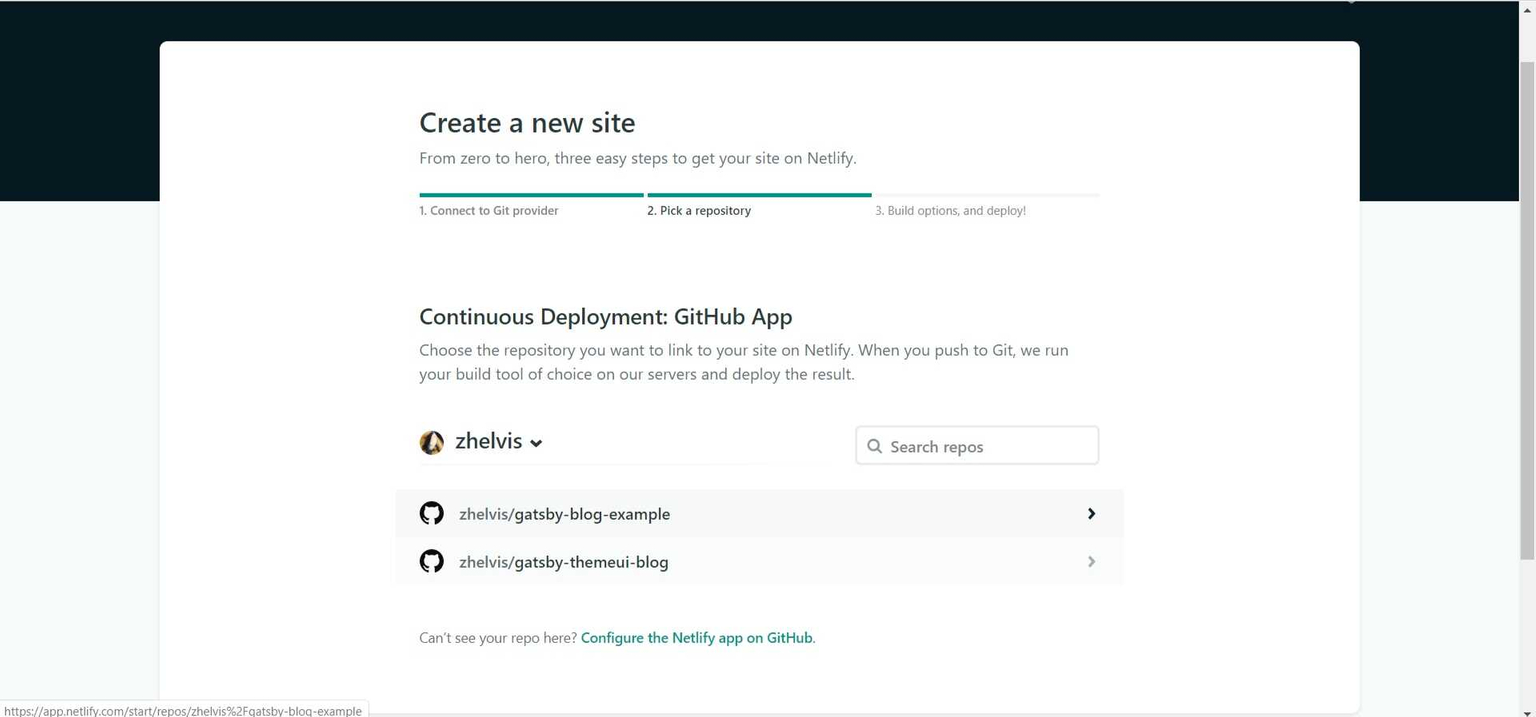 Create a new site
From zero to hero, three easy steps to get your site on Netlify.
1. Connect to Git provider
2. Pick a repository
3. Build options, and deploy!
Continuous Deployment: GitHub App
Choose the repository you want to link to your site on Netlify. When you push to Git, we run
your build tool of choice on our servers and deploy the result.
zhelvis
Search repos
zhelvis/gatsby-blog-example
zhelvis/gatsby-themeui-blog
Can't see your repo here? Configure the Netlify app on GitHub.
https://app.netlify.com/start/repos/zhelvis%2Fgatsby-blog-example